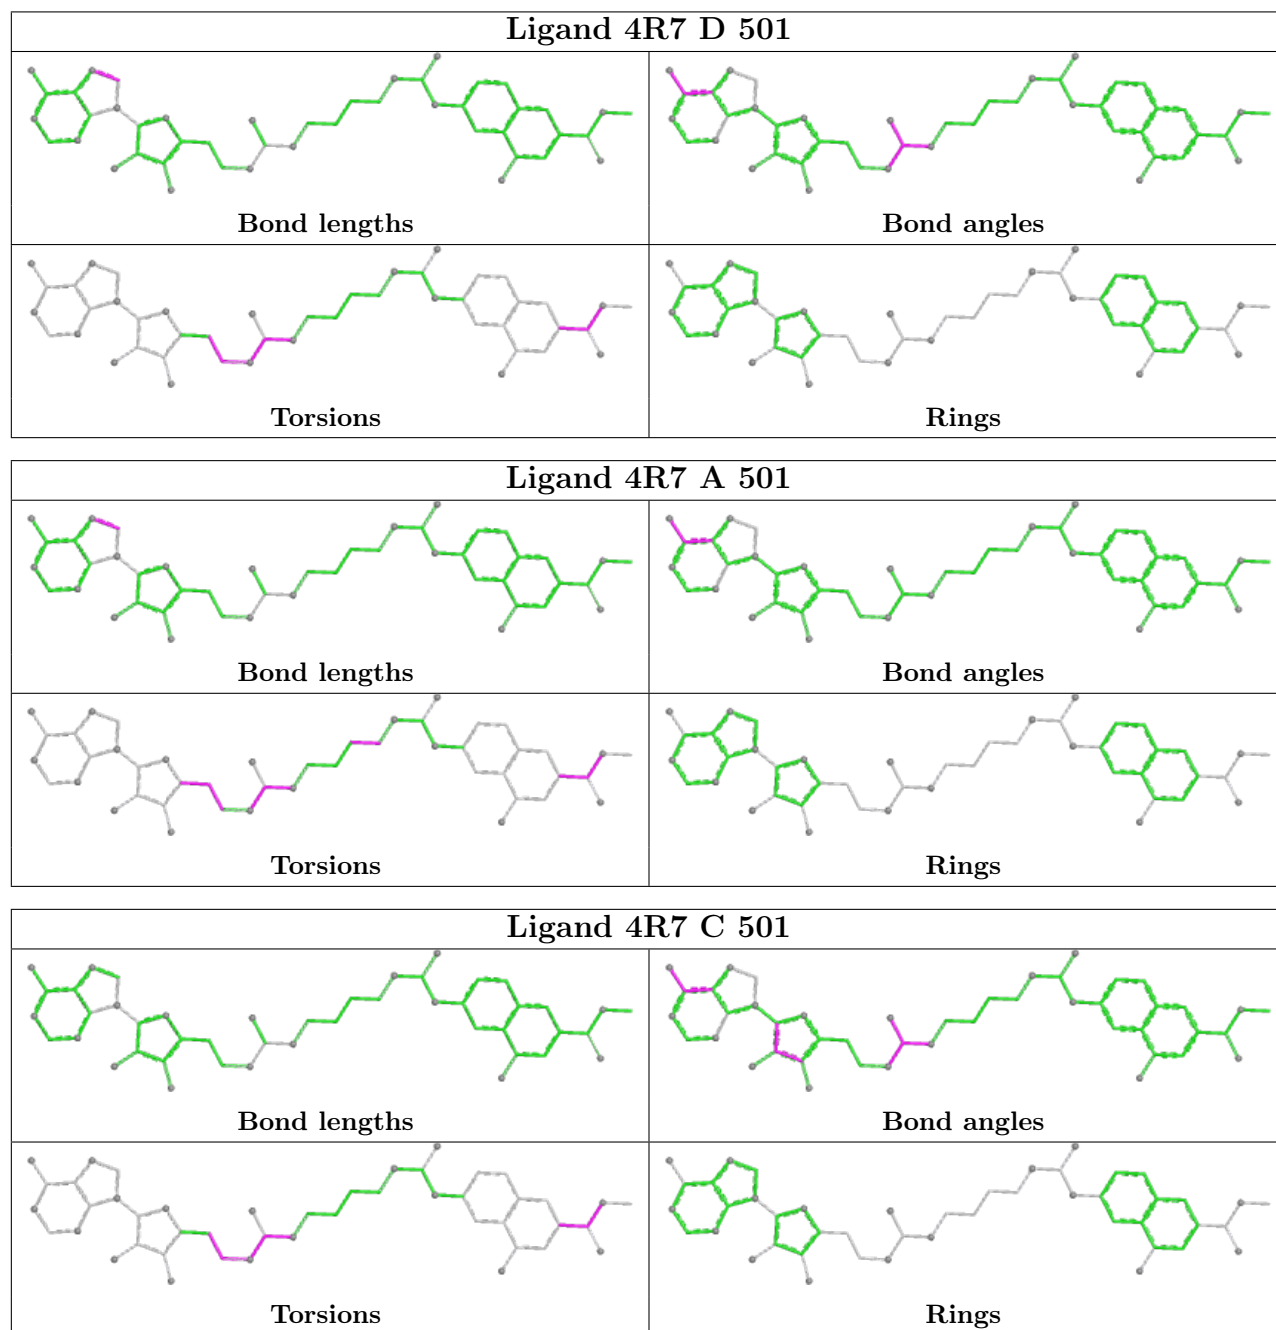 Ligand 4R7 D 501
Bond lengths
Bond angles
Torsions
Rings
Ligand 4R7 A 501
Bond lengths
Bond angles
Torsions
Rings
Ligand 4R7 C 501
Bond lengths
Bond angles
Torsions
Rings